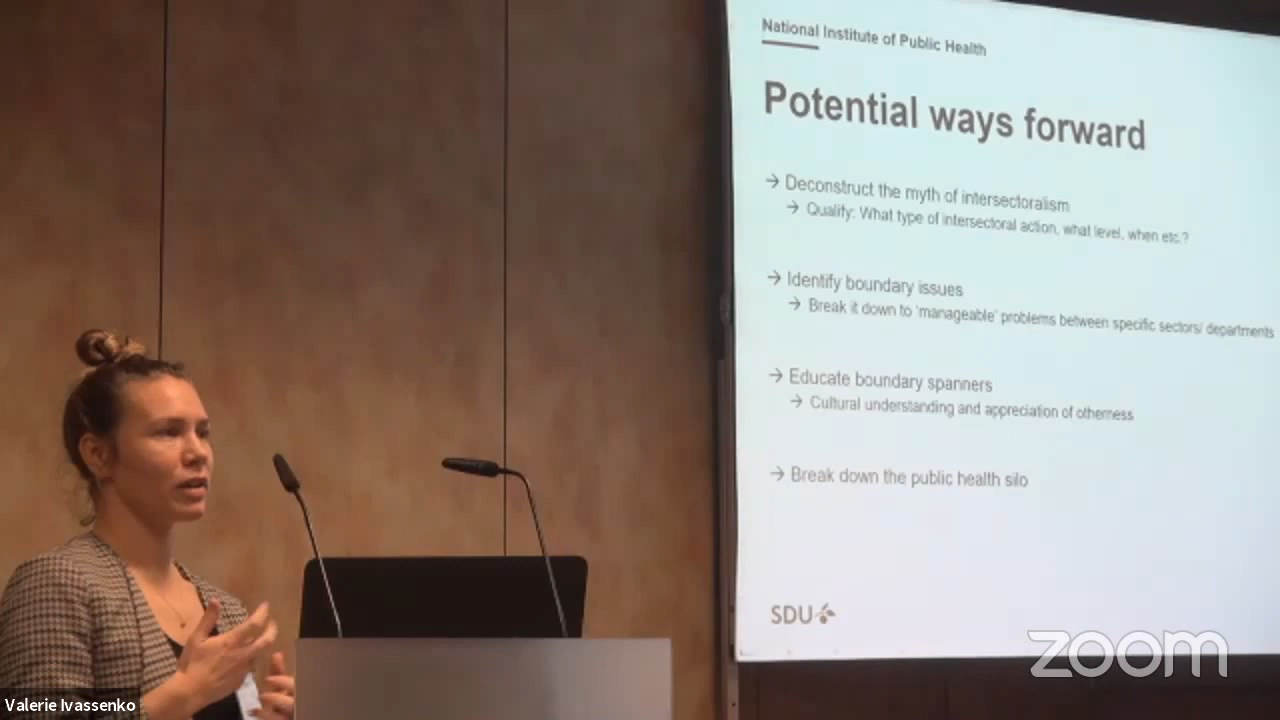 National Institute of Public Health
Potential ways forward
→ Deconstruct the myth of intersectoralism
→ Qualify: What type of intersectoral action, what level, when etc.?
→ Identify boundary issues
→ Break it down to 'manageable' problems between specific sectors/ departments
→ Educate boundary spanners
→ Cultural understanding and appreciation of otherness
→ Break down the public health silo
SDU
zoom
Valerie Ivassenko